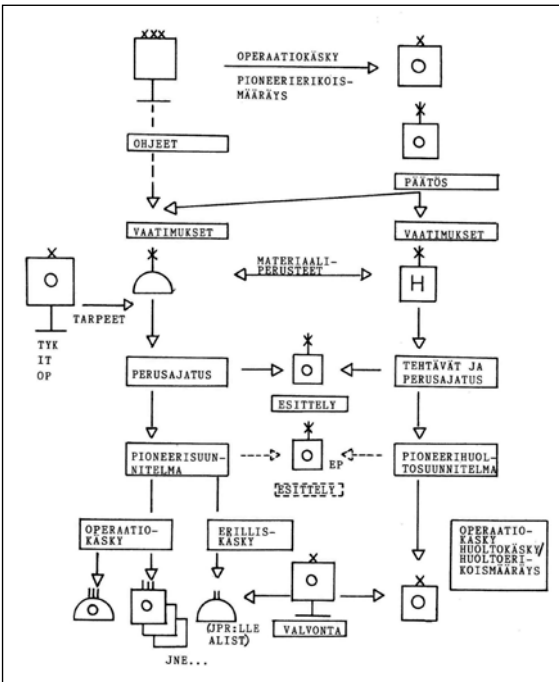 XXX
X
OPERAATIOKÄSKY
PIONEERIERIKOIS-
MÄÄRÄYS
OHJEET
PÄÄTÖS
VAATIMUKSET
VAATIMUKSET
X
MATERIAALI-
PERUSTEET
H
TARPEET
TYK
IT
OP
PERUSAJATUS
TEHTÄVÄT JA
PERUSAJATUS
ESITTELY
PIONEERISUUN-
NITELMA
EP
PIONEERIHUOL-
TOSUUNNITELMA
ESITTELY
OPERAATIO-
KÄSKY
ERILLIS-
KÄSKY
OPERAATIO-
KÄSKY
HUOLTOKÄSKY/
HUOLTOERI-
KOISMÄÄRÄYS
X
X
(JPR:LLE
ALIST)
VALVONTA
JNE...